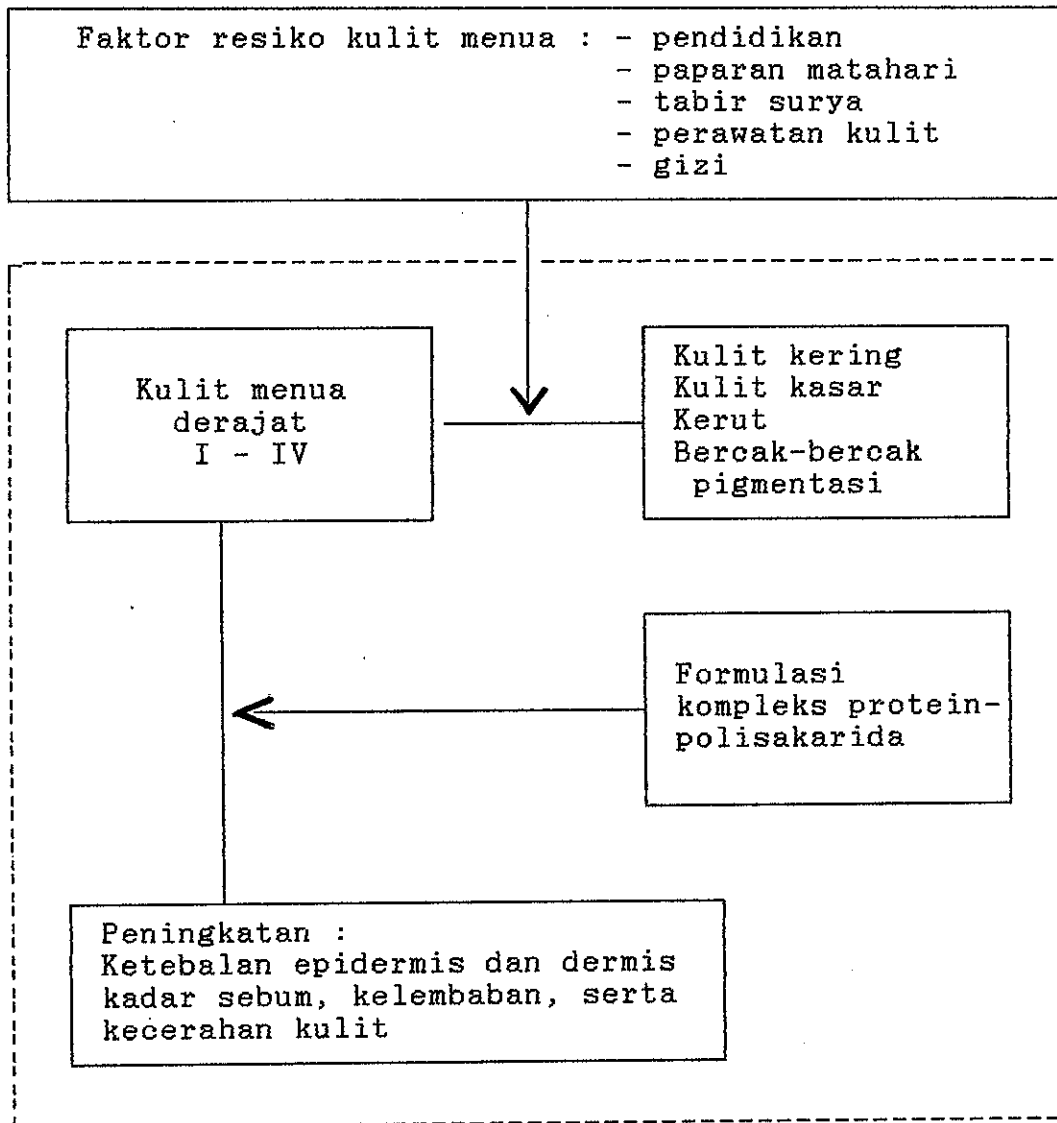 Faktor resiko kulit menua : - pendidikan
- paparan matahari
- tabir surya
- perawatan kulit
- gizi
Kulit menua
derajat
I - IV
Kulit kering
Kulit kasar
Kerut
Bercak-bercak
pigmentasi
Formulasi
kompleks protein-
polisakarida
Peningkatan :
Ketebalan epidermis dan dermis
kadar sebum, kelembaban, serta
kecerahan kulit